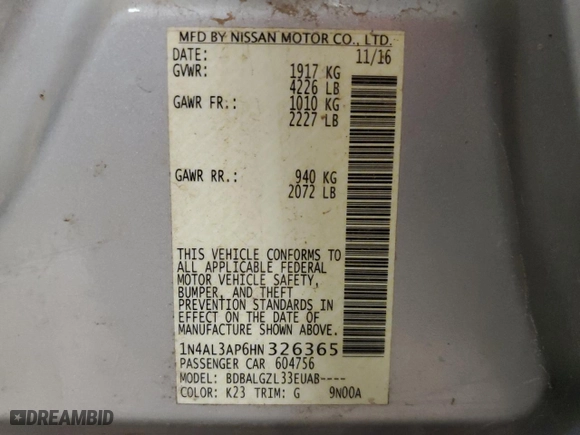 MFD BY NISSAN MOTOR CO., LTD.
DATE: 11/16
GVWR: 1917 KG
4226 LB
GAWR FR.: 1010 KG
2227 LB
GAWR RR.: 940 KG
2072 LB
THIS VEHICLE CONFORMS TO
ALL APPLICABLE FEDERAL
MOTOR VEHICLE SAFETY,
BUMPER, AND THEFT
PREVENTION STANDARDS IN
EFFECT ON THE DATE OF
MANUFACTURE SHOWN ABOVE.
1N4AL3AP6HN326365
PASSENGER CAR 604756
MODEL: BDBALGZL33EUAB----
COLOR: K23 TRIM: G 9N00A
DREAMBID